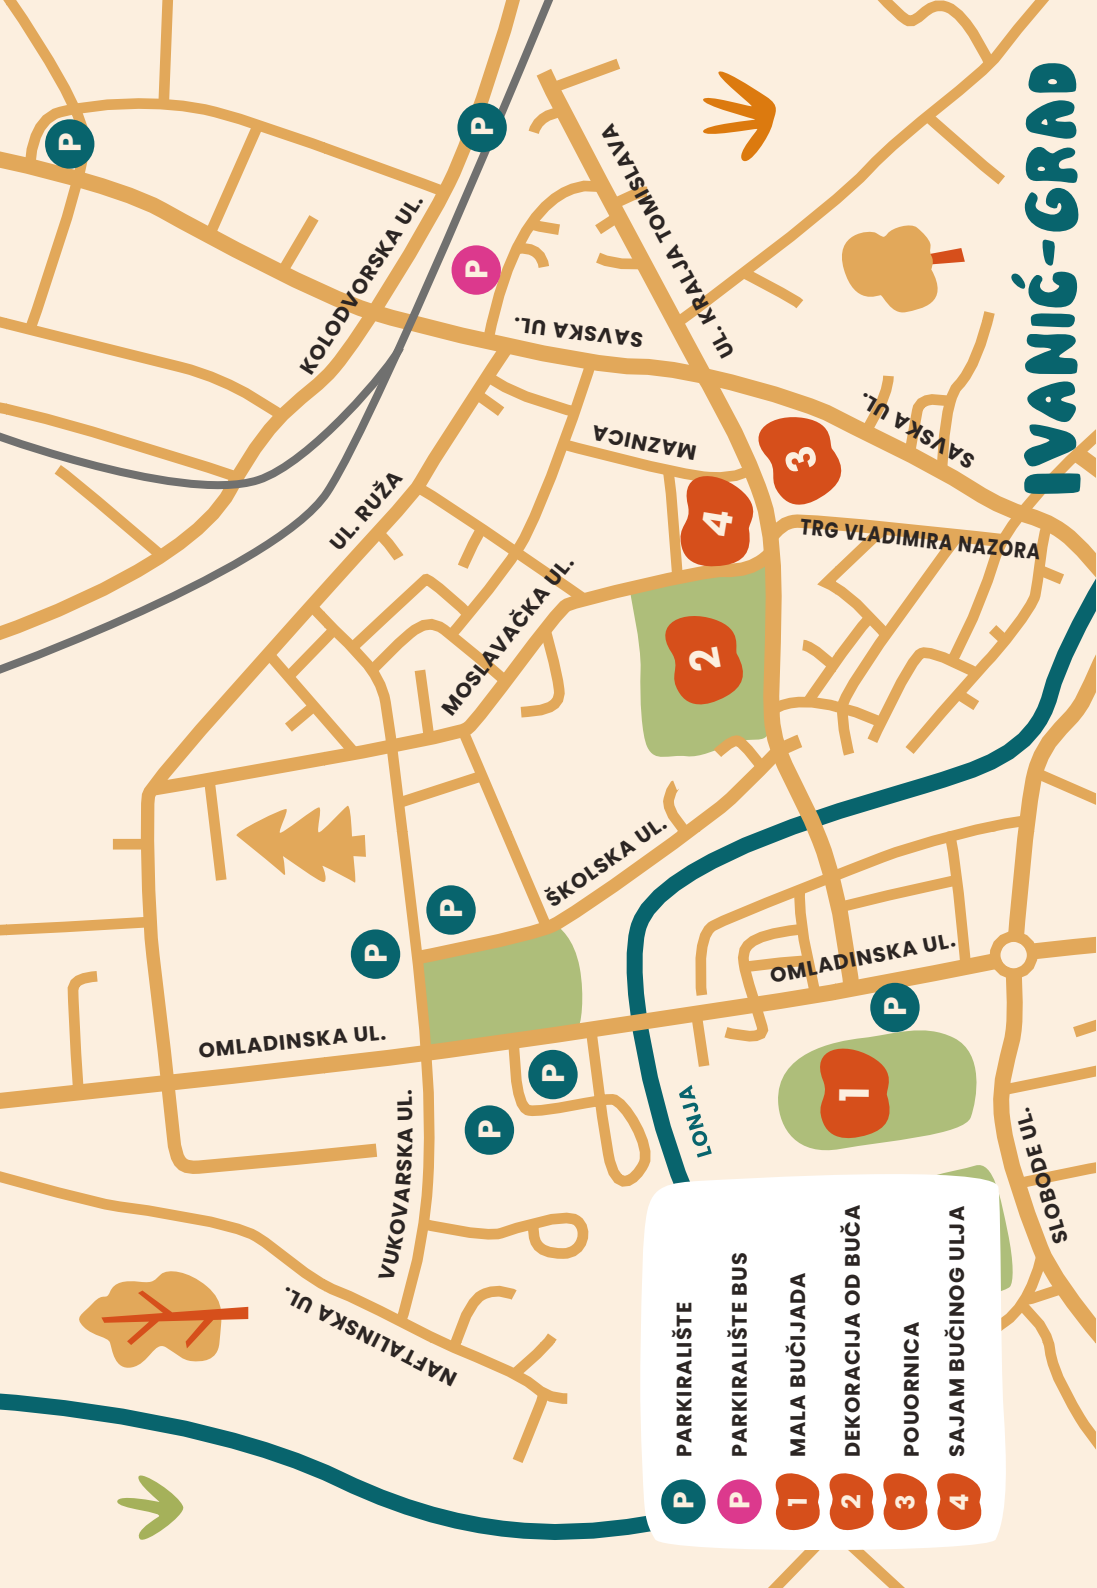 IVANIĆ-GRAD
P
P
P
KOLODVORSKA UL.
SAVSKA UL.
UL. KRALJA TOMISLAVA
SAVSKA UL.
MAZNICA
UL. RUŽA
MOSLAVAČKA UL.
TRG VLADIMIRA NAZORA
3
4
2
ŠKOLSKA UL.
P
P
OMLADINSKA UL.
OMLADINSKA UL.
P
P
P
1
VUKOVARSKA UL.
LONJA
SLOBODE UL.
NAFTALINSKA UL.
P PARKIRALIŠTE
P PARKIRALIŠTE BUS
1 MALA BUČIJADA
2 DEKORACIJA OD BUČA
3 POUORNICA
4 SAJAM BUČINOG ULJA